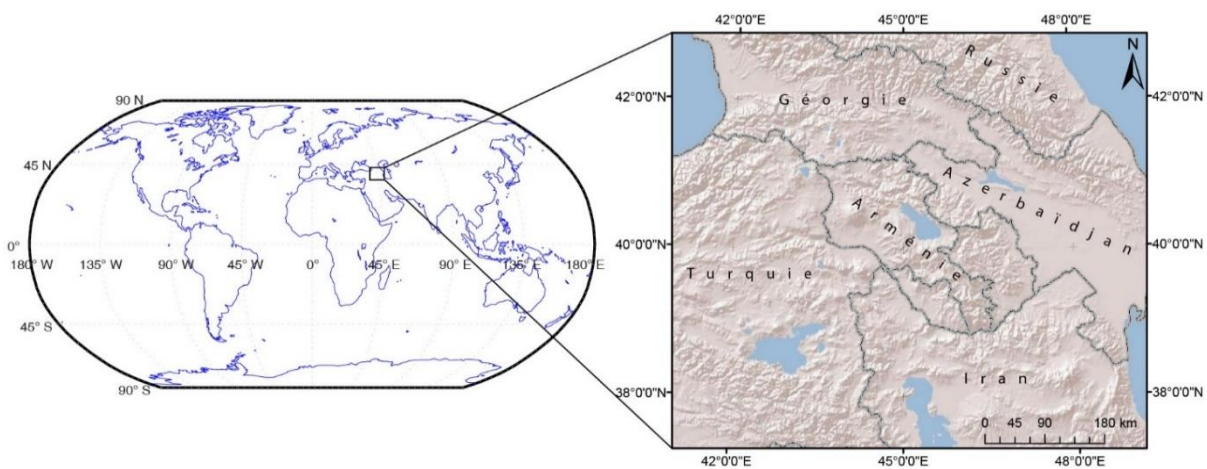 90 N
45 N
0°
180° W 135° W 90° W 45° W 0° 45° E 90° E 135° E 180° E
45° S
90° S
42°0'0"E 45°0'0"E 48°0'0"E
N
Russie
42°0'0"N Géorgie 42°0'0"N
Azerbaïdjan
Arménie
40°0'0"N 40°0'0"N
Turquie
38°0'0"N Iran 38°0'0"N
0 45 90 180 km
42°0'0"E 45°0'0"E 48°0'0"E